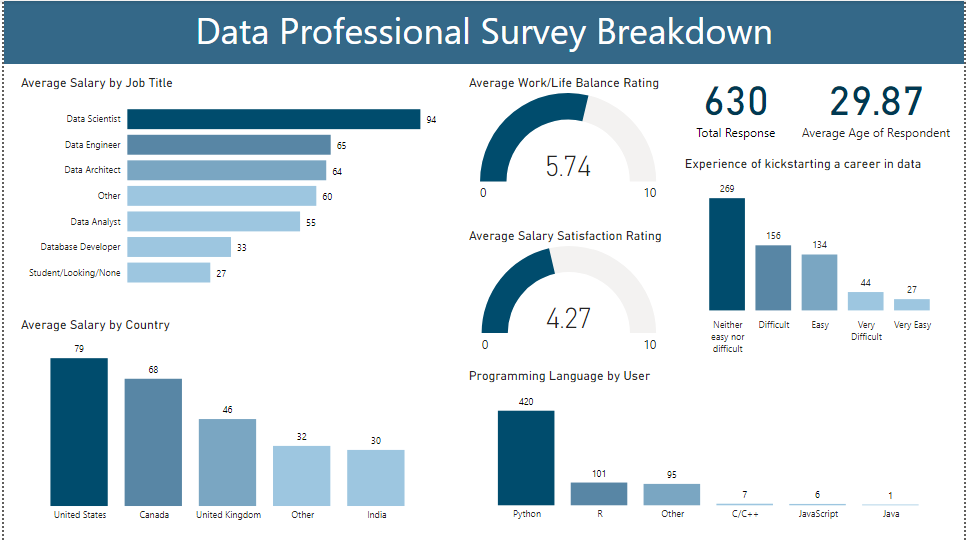 Data Professional Survey Breakdown
Average Salary by Job Title
Data Scientist 94
Data Engineer 65
Data Architect 64
Other 60
Data Analyst 55
Database Developer 33
Student/Looking/None 27
Average Work/Life Balance Rating
5.74
0 10
630
Total Response
29.87
Average Age of Respondent
Average Salary Satisfaction Rating
4.27
0 10
Experience of kickstarting a career in data
269 156 134 44 27
Neither Difficult Easy Very Very Easy
easy nor Difficult
difficult
Average Salary by Country
79 68 46 32 30
United States Canada United Kingdom Other India
Programming Language by User
420 101 95 7 6 1
Python R Other C/C++ JavaScript Java